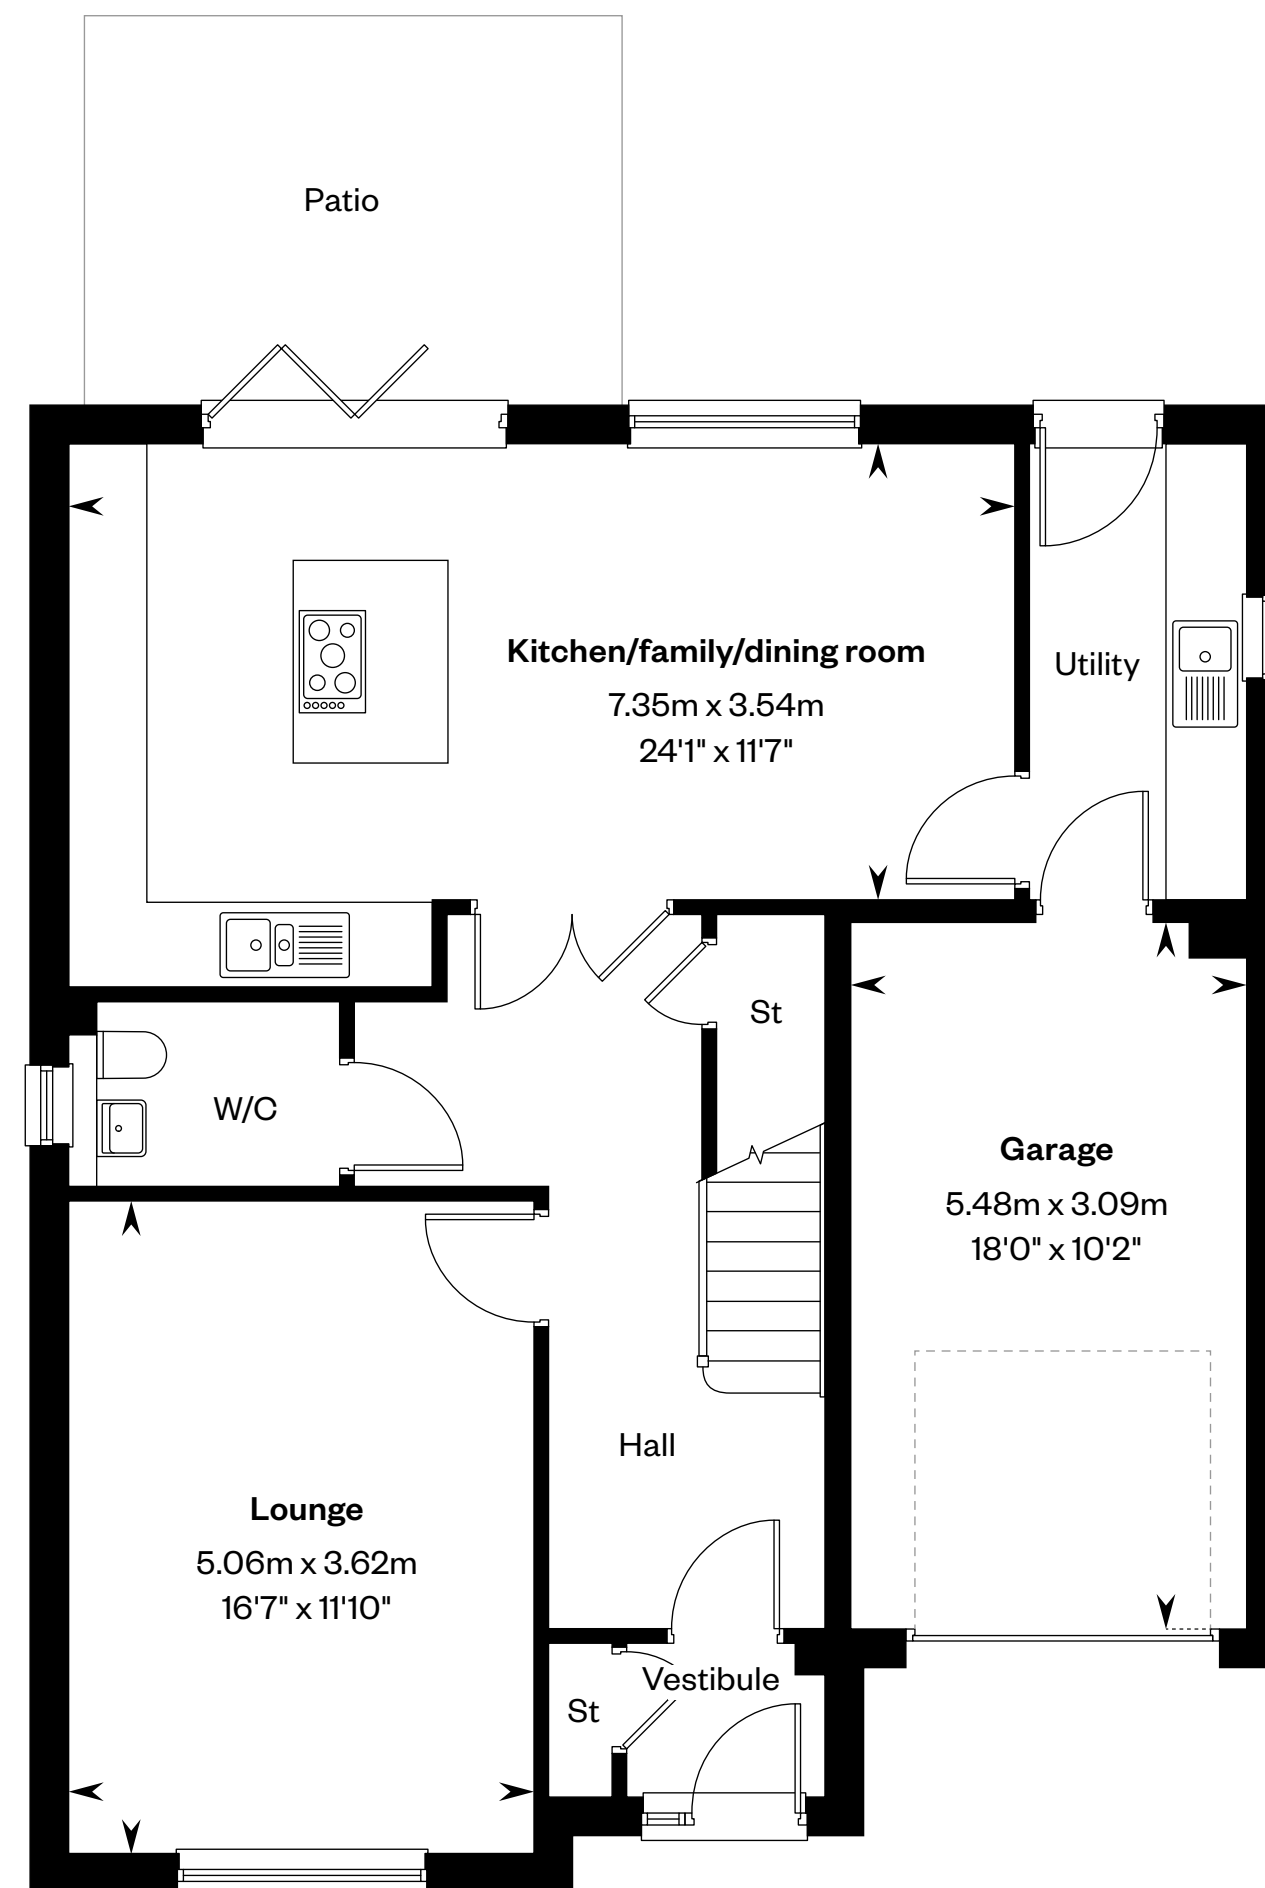 Patio
Kitchen/family/dining room
7.35m x 3.54m
24'1" x 11'7"
Utility
St
W/C
Garage
5.48m x 3.09m
18'0" x 10'2"
Hall
Lounge
5.06m x 3.62m
16'7" x 11'10"
Vestibule
St